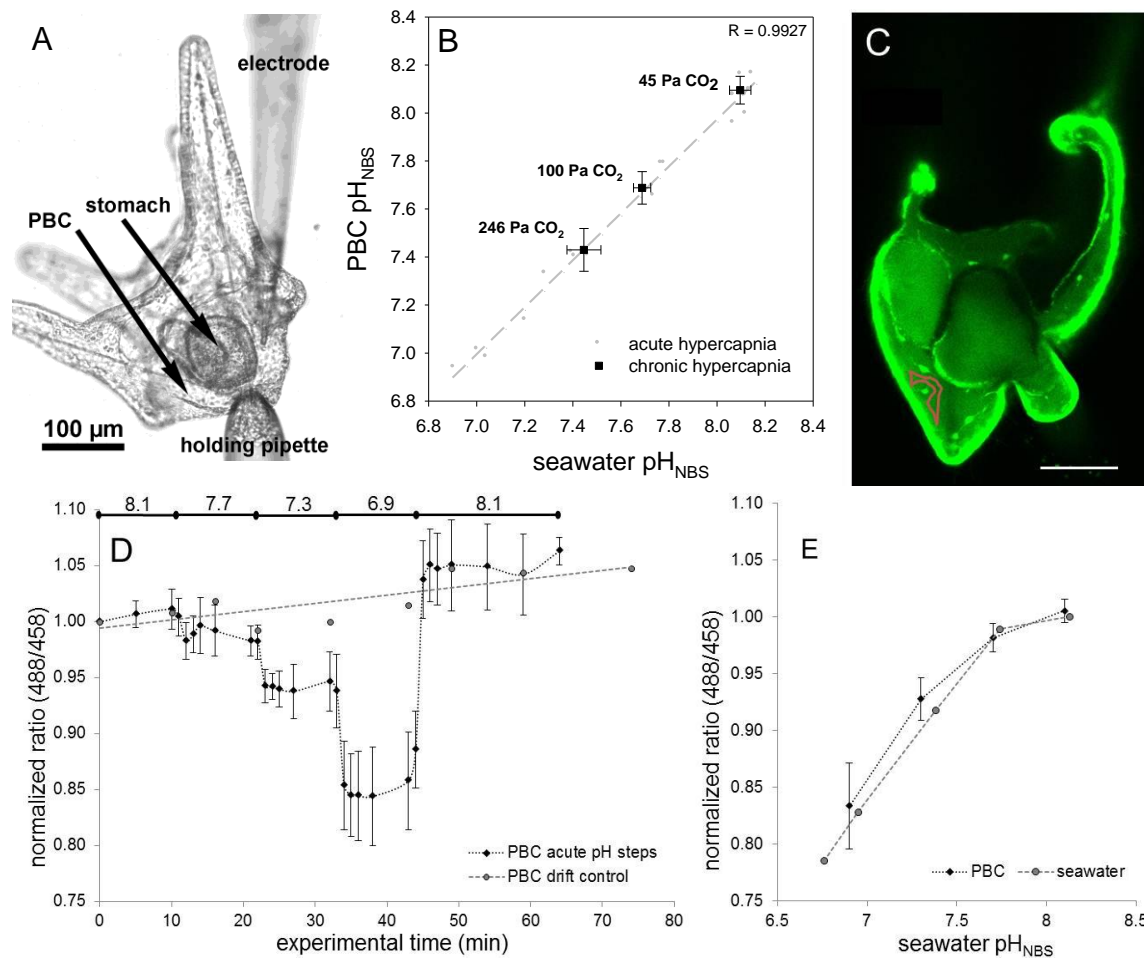 A
electrode
stomach
PBC
100 µm
holding pipette
B
R = 0.9927
8.4
8.2
8.0
7.8
7.6
7.4
7.2
7.0
6.8
PBC pH_NBS
45 Pa CO₂
100 Pa CO₂
246 Pa CO₂
acute hypercapnia
chronic hypercapnia
6.8 7.0 7.2 7.4 7.6 7.8 8.0 8.2 8.4
seawater pH_NBS
C
8.1 7.7 7.3 6.9 8.1
D
1.10
1.05
1.00
0.95
0.90
0.85
0.80
0.75
normalized ratio (488/458)
PBC acute pH steps
PBC drift control
0 10 20 30 40 50 60 70 80
experimental time (min)
E
1.10
1.05
1.00
0.95
0.90
0.85
0.80
0.75
normalized ratio (488/458)
PBC seawater
6.5 7 7.5 8 8.5
seawater pH_NBS